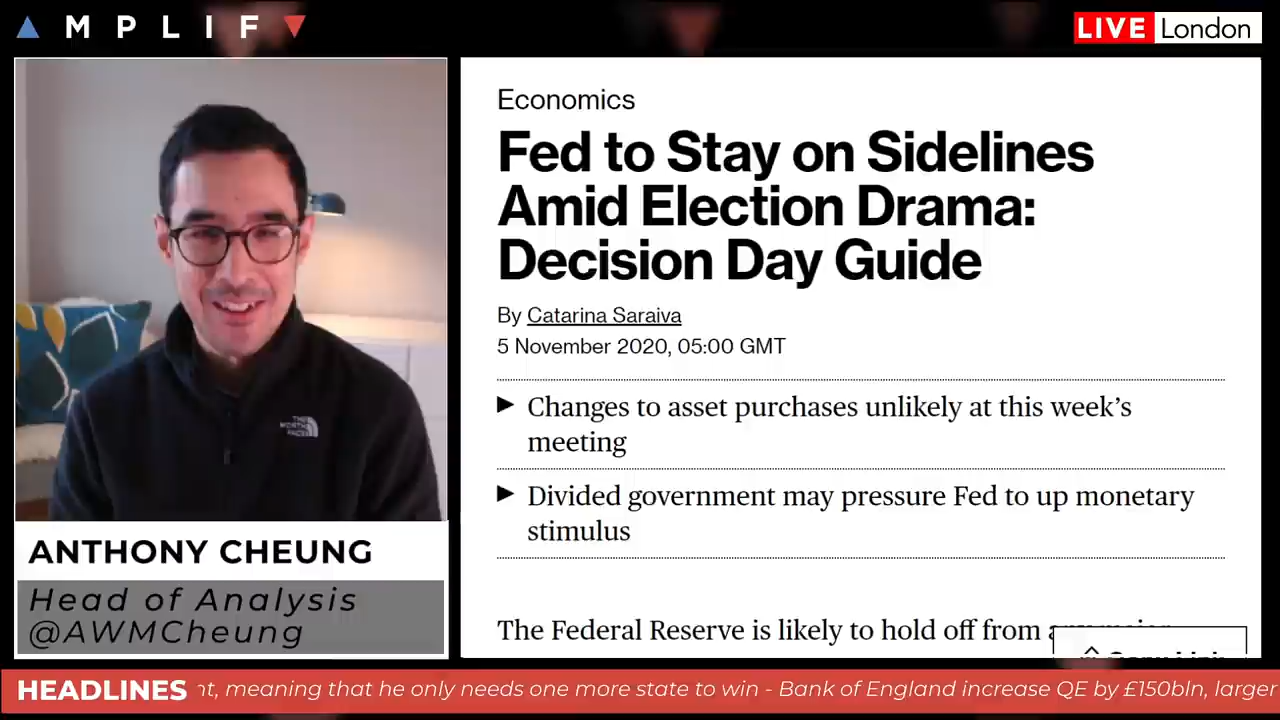 AMPLIFY
LIVE London
Economics
Fed to Stay on Sidelines
Amid Election Drama:
Decision Day Guide
By Catarina Saraiva
5 November 2020, 05:00 GMT
Changes to asset purchases unlikely at this week's
meeting
Divided government may pressure Fed to up monetary
stimulus
The Federal Reserve is likely to hold off from
THE
NORTH
FACE
ANTHONY CHEUNG
Head of Analysis
@AWMCheung
HEADLINES nt, meaning that he only needs one more state to win - Bank of England increase QE by £150bln, larger